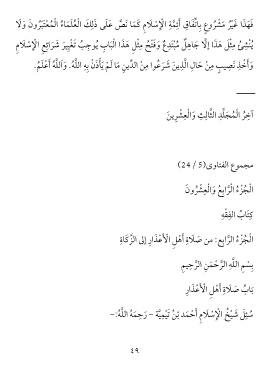 فَهَذَا غَيْرُ مَشْرُوعٍ بِاتِّفَاقِ أَئِمَّةِ الْإِسْلَامِ كَمَا نَصَّ عَلَى ذَلِكَ الْعُلَمَاءُ الْمُعْتَبَرُونَ وَلَا
يُنْشِئُ مِثْلَ هَذَا إلَّا جَاهِلٌ مُبْتَدِعٌ وَفَتْحُ مِثْلِ هَذَا الْبَابِ يُوجِبُ تَغْيِيرَ شَرَائِعِ الْإِسْلَامِ
وَأَخْذِ نَصِيبٍ مِنْ حَالِ الَّذِينَ شَرَعُوا مِنْ الدِّينِ مَا لَمْ يَأْذَنْ بِهِ اللَّهُ. وَاَللَّهُ أَعْلَمُ.
آخِرُ الْمُجَلَّدِ الثَّالِثِ وَالْعِشْرِينَ
مجموع الفتاوى (5 / 24)
الْجُزْءُ الرَّابِعُ وَالْعِشْرُونَ
كِتَابُ الفِقْهِ
الْجُزْءُ الرَّابِع: من صَلَاةِ أَهْلِ الْأَعْذَارِ إلى الزَّكَاةِ
بِسْمِ اللَّهِ الرَّحْمَنِ الرَّحِيمِ
بَابُ صَلَاةِ أَهْلِ الْأَعْذَارِ
سُئِلَ شَيْخُ الْإِسْلَامِ أَحْمَد بْنُ تَيْمِيَّة - رَحِمَهُ اللَّهُ:-
٤٩